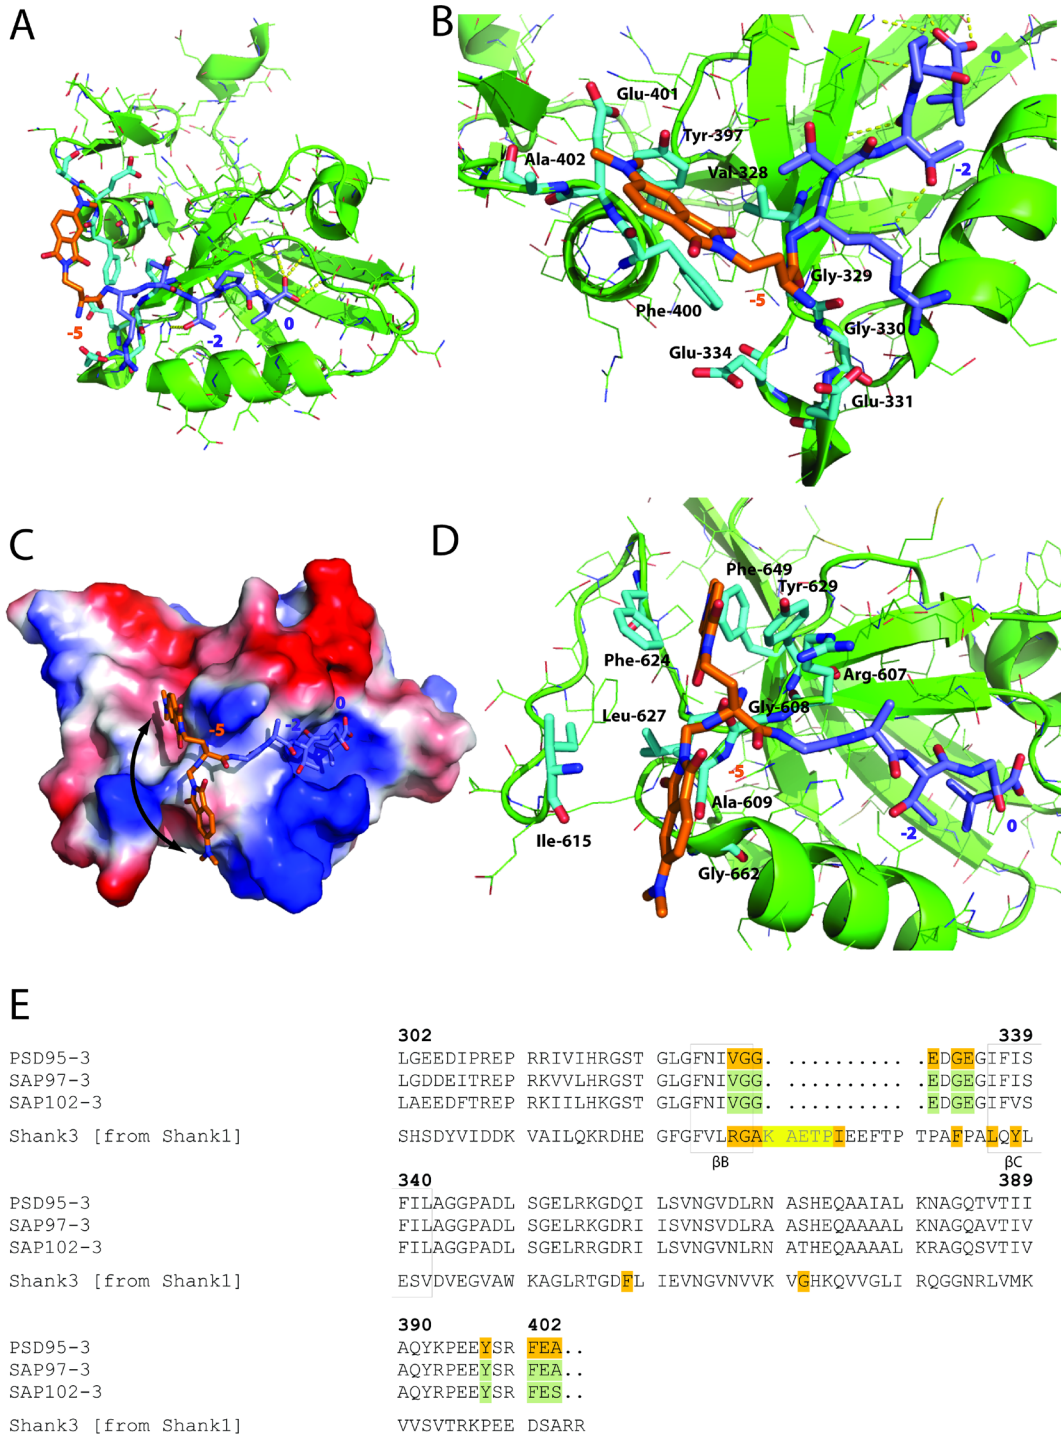 A
-5
-2
0
B
0
Glu-401
Tyr-397
Ala-402
Val-328
-2
Gly-329
-5
Phe-400
Gly-330
Glu-334
Glu-331
C
0
-2
-5
D
Phe-649
Tyr-629
Phe-624
Arg-607
Leu-627
Gly-608
-5
Ala-609
-2
0
Ile-615
Gly-662
E
302 339
PSD95-3 LGEEDIPREP RRIVIHRGST GLGFNIVGG. .......... .EDGEGIFIS
SAP97-3 LGDDEITREP RKVVLHRGST GLGFNIVGG. .......... .EDGEGIFIS
SAP102-3 LAEEDFTREP RKIILHKGST GLGFNIVGG. .......... .EDGEGIFVS
Shank3 [from Shank1] SHSDYVIDDK VAILQKRDHE GFGFVLRGAK AETPIEEFTP TPAFPALQYL
βB βC
340 389
PSD95-3 FILAGGPADL SGELRKGDQI LSVNGVDLRN ASHEQAAIAL KNAGQTVTII
SAP97-3 FILAGGPADL SGELRKGDRI ISVNSVDLRA ASHEQAAAAL KNAGQAVTIV
SAP102-3 FILAGGPADL SGELRRGDRI LSVNGVNLRN ATHEQAAAAL KRAGQSVTIV
Shank3 [from Shank1] ESVDVEGVAW KAGLRTGDFL IEVNGVNVVK VGHKQVVGLI RQGGNRLVMK
390 402
PSD95-3 AQYKPEEYSR FEA..
SAP97-3 AQYRPEEYSR FEA..
SAP102-3 AQYRPEEYSR FES..
Shank3 [from Shank1] VVSVTRKPEE DSARR